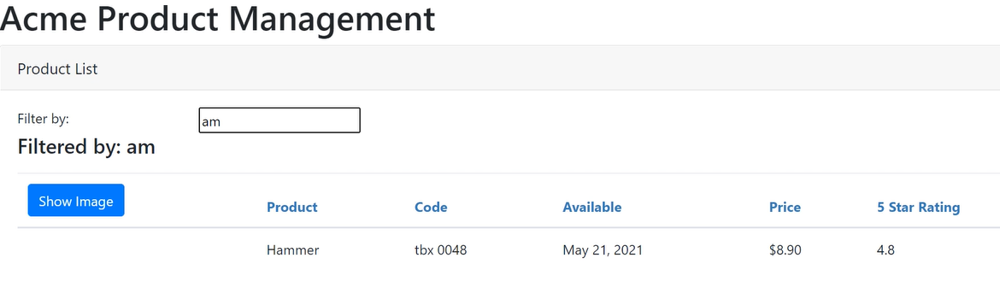 Acme Product Management
Product List
Filter by: am
Filtered by: am
Show Image Product Code Available Price 5 Star Rating
Hammer tbx 0048 May 21, 2021 $8.90 4.8